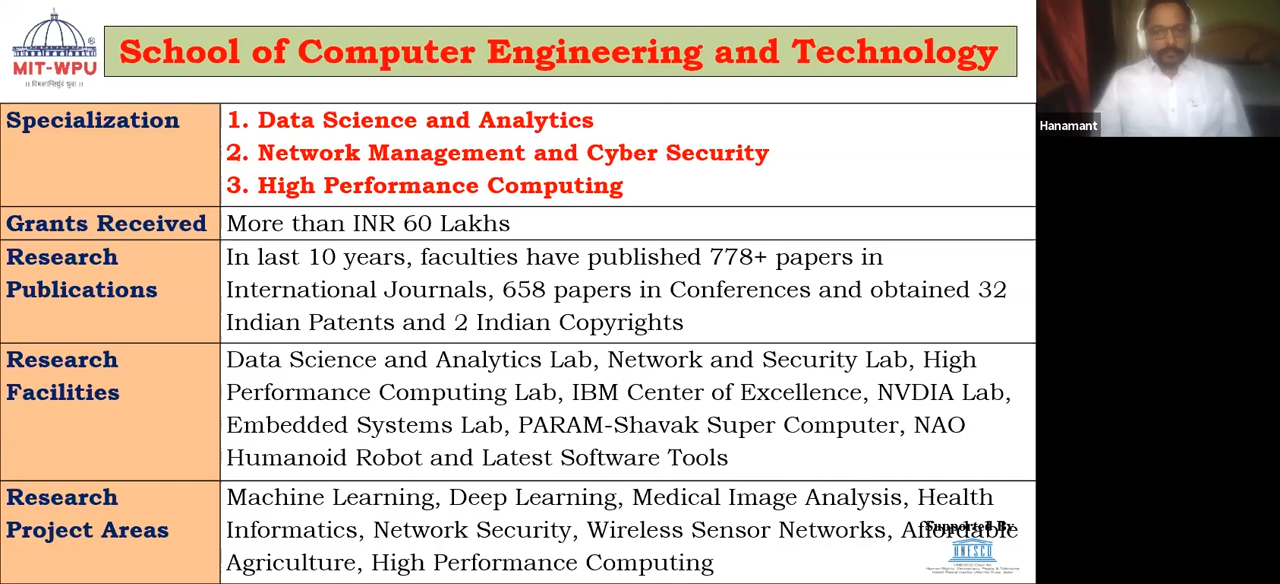 School of Computer Engineering and Technology
®
MIT-WPU
॥ विश्वशान्तिर्ध्रुवं ध्रुवा ॥
Hanamant
Specialization
1. Data Science and Analytics
2. Network Management and Cyber Security
3. High Performance Computing
Grants Received
More than INR 60 Lakhs
Research
Publications
In last 10 years, faculties have published 778+ papers in
International Journals, 658 papers in Conferences and obtained 32
Indian Patents and 2 Indian Copyrights
Research
Facilities
Data Science and Analytics Lab, Network and Security Lab, High
Performance Computing Lab, IBM Center of Excellence, NVDIA Lab,
Embedded Systems Lab, PARAM-Shavak Super Computer, NAO
Humanoid Robot and Latest Software Tools
Research
Project Areas
Machine Learning, Deep Learning, Medical Image Analysis, Health
Informatics, Network Security, Wireless Sensor Networks, Affordable
Agriculture, High Performance Computing
Supported By
UNESCO